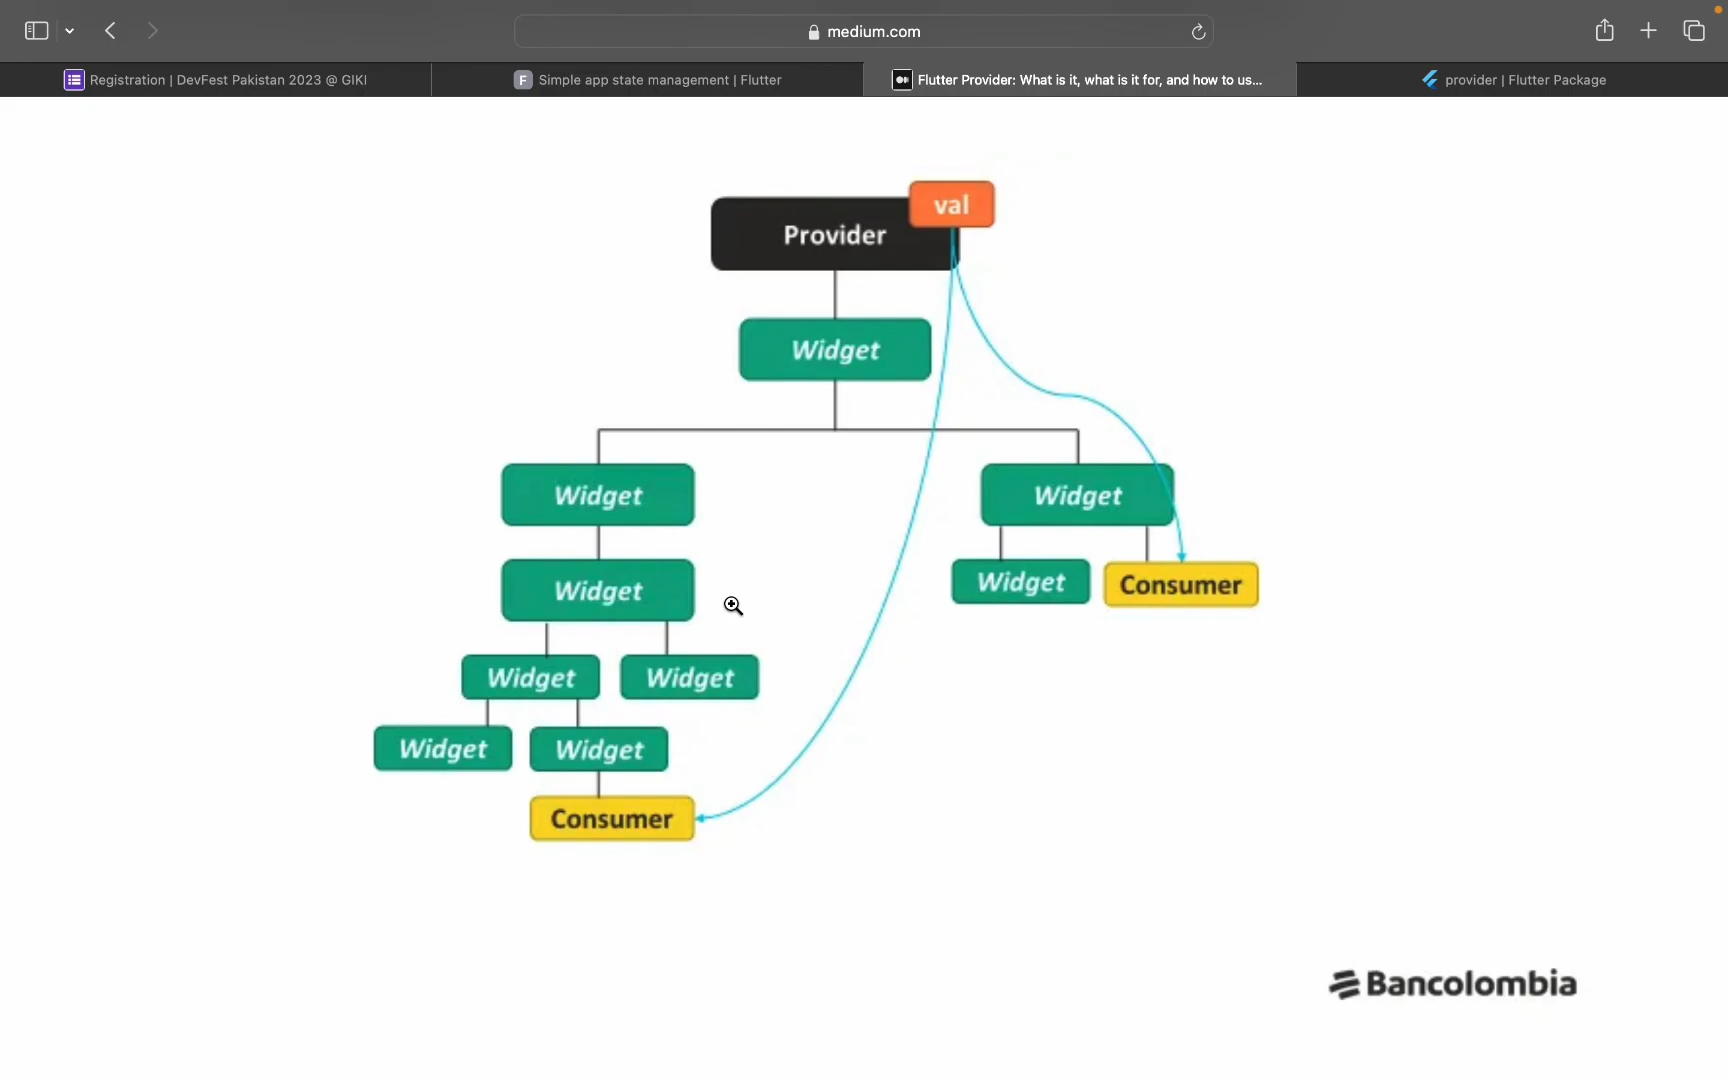 medium.com
Registration | DevFest Pakistan 2023 @ GIKI
F Simple app state management | Flutter
Flutter Provider: What is it, what is it for, and how to us...
provider | Flutter Package
val
Provider
Widget
Widget
Widget
Widget
Widget
Consumer
Widget
Widget
Widget
Widget
Consumer
Bancolombia